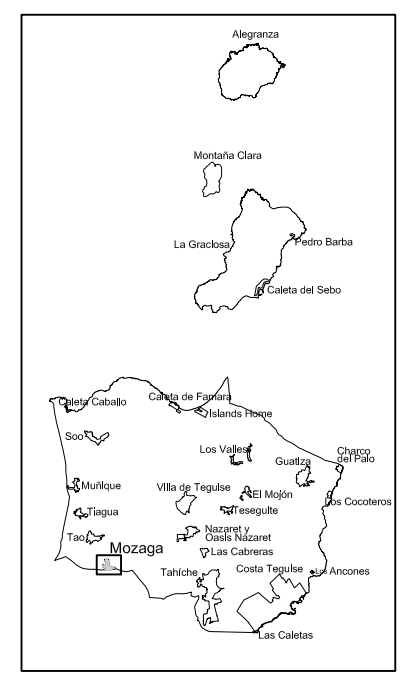 Alegranza
Montaña Clara
La Graciosa
Pedro Barba
Caleta del Sebo
Caleta de Famara
Caleta Caballo
Islands Home
Soo
Los Valles
Charco
del Palo
Guatiza
Muñique
Villa de Teguise
El Mojón
Los Cocoteros
Tiagua
Teseguite
Tao
Nazaret y
Oasis Nazaret
Mozaga
Las Cabreras
Tahíche
Costa Teguise
Los Ancones
Las Caletas